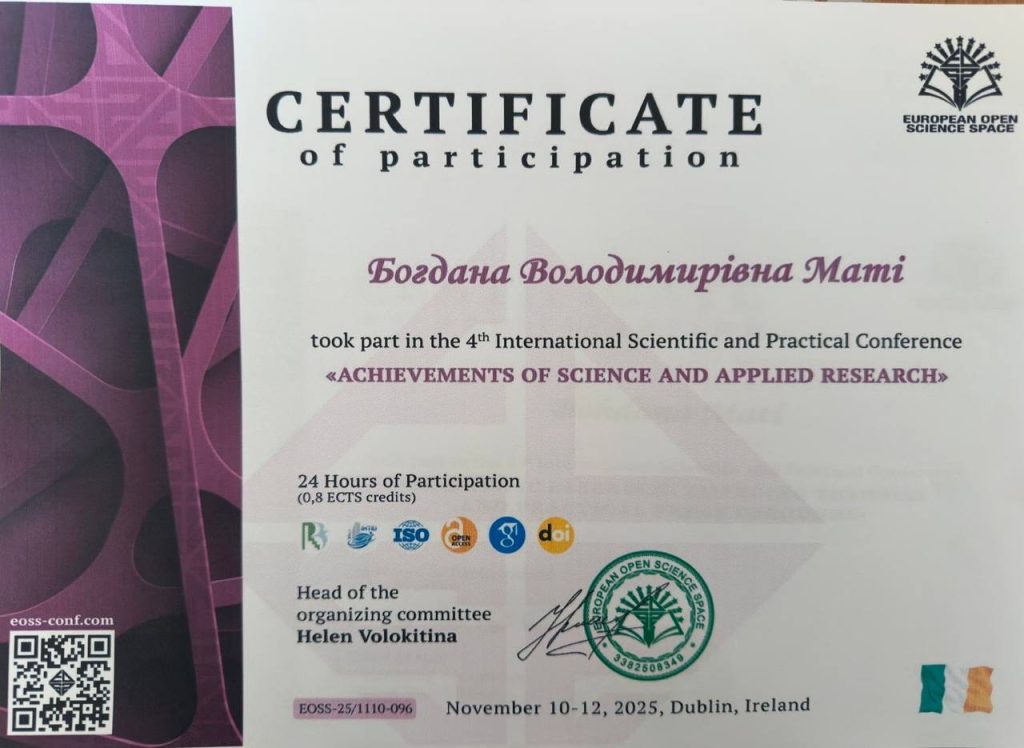 CERTIFICATE
of participation
EUROPEAN OPEN
SCIENCE SPACE
Богдана Володимирівна Маті
took part in the 4th International Scientific and Practical Conference
«ACHIEVEMENTS OF SCIENCE AND APPLIED RESEARCH»
24 Hours of Participation
(0,8 ECTS credits)
ISO
OPEN
ACCESS
doi
Head of the
organizing committee
Helen Volokitina
EUROPEAN OPEN SCIENCE SPACE
3382508349
eoss-conf.com
EOSS-25/1110-096
November 10-12, 2025, Dublin, Ireland